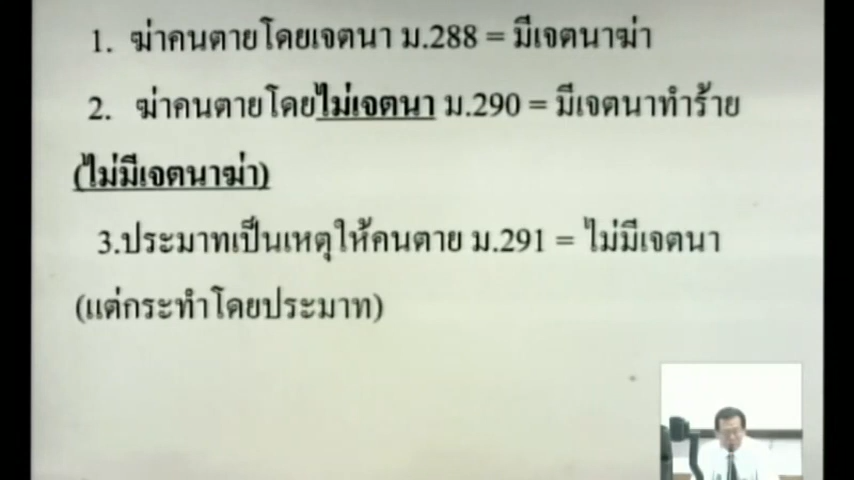 1. ฆ่าคนตายโดยเจตนา ม.288 = มีเจตนาฆ่า
2. ฆ่าคนตายโดยไม่เจตนา ม.290 = มีเจตนาทำร้าย
(ไม่มีเจตนาฆ่า)
3.ประมาทเป็นเหตุให้คนตาย ม.291 = ไม่มีเจตนา
(แต่กระทำโดยประมาท)